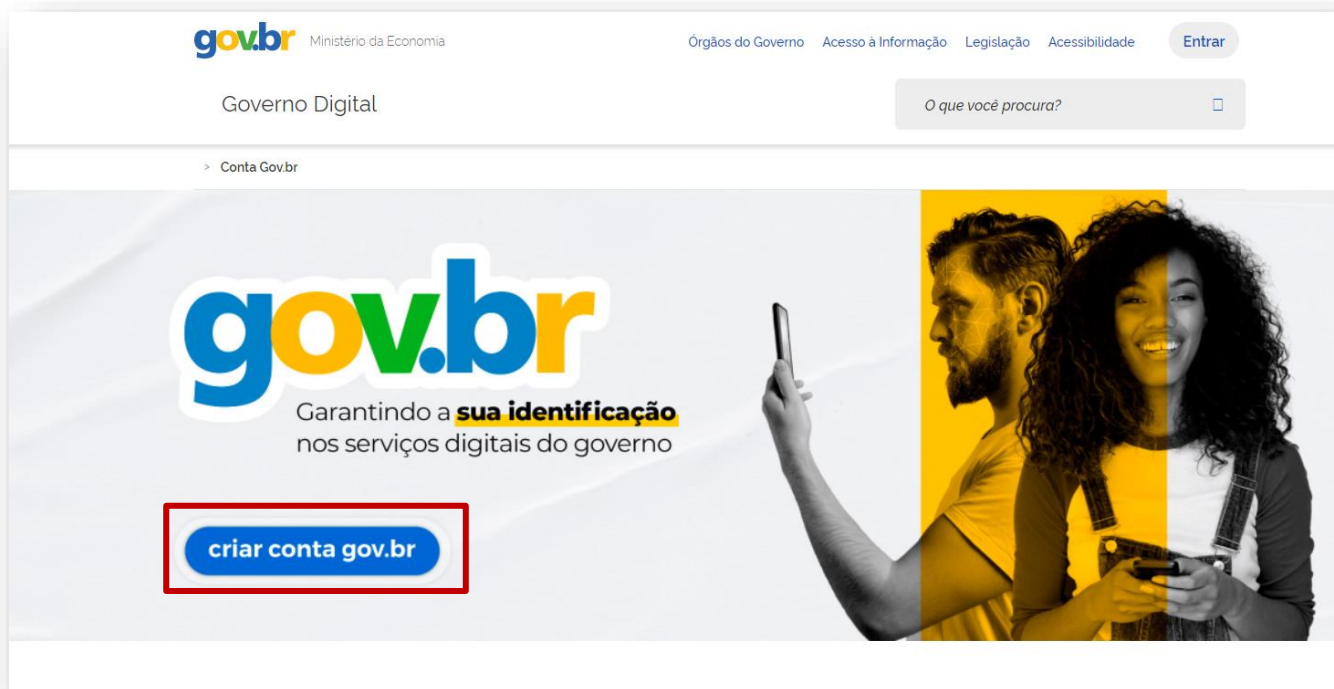 gov.br Ministério da Economia
Órgãos do Governo Acesso à Informação Legislação Acessibilidade Entrar
Governo Digital
O que você procura?
> Conta Gov.br
gov.br
Garantindo a sua identificação
nos serviços digitais do governo
criar conta gov.br